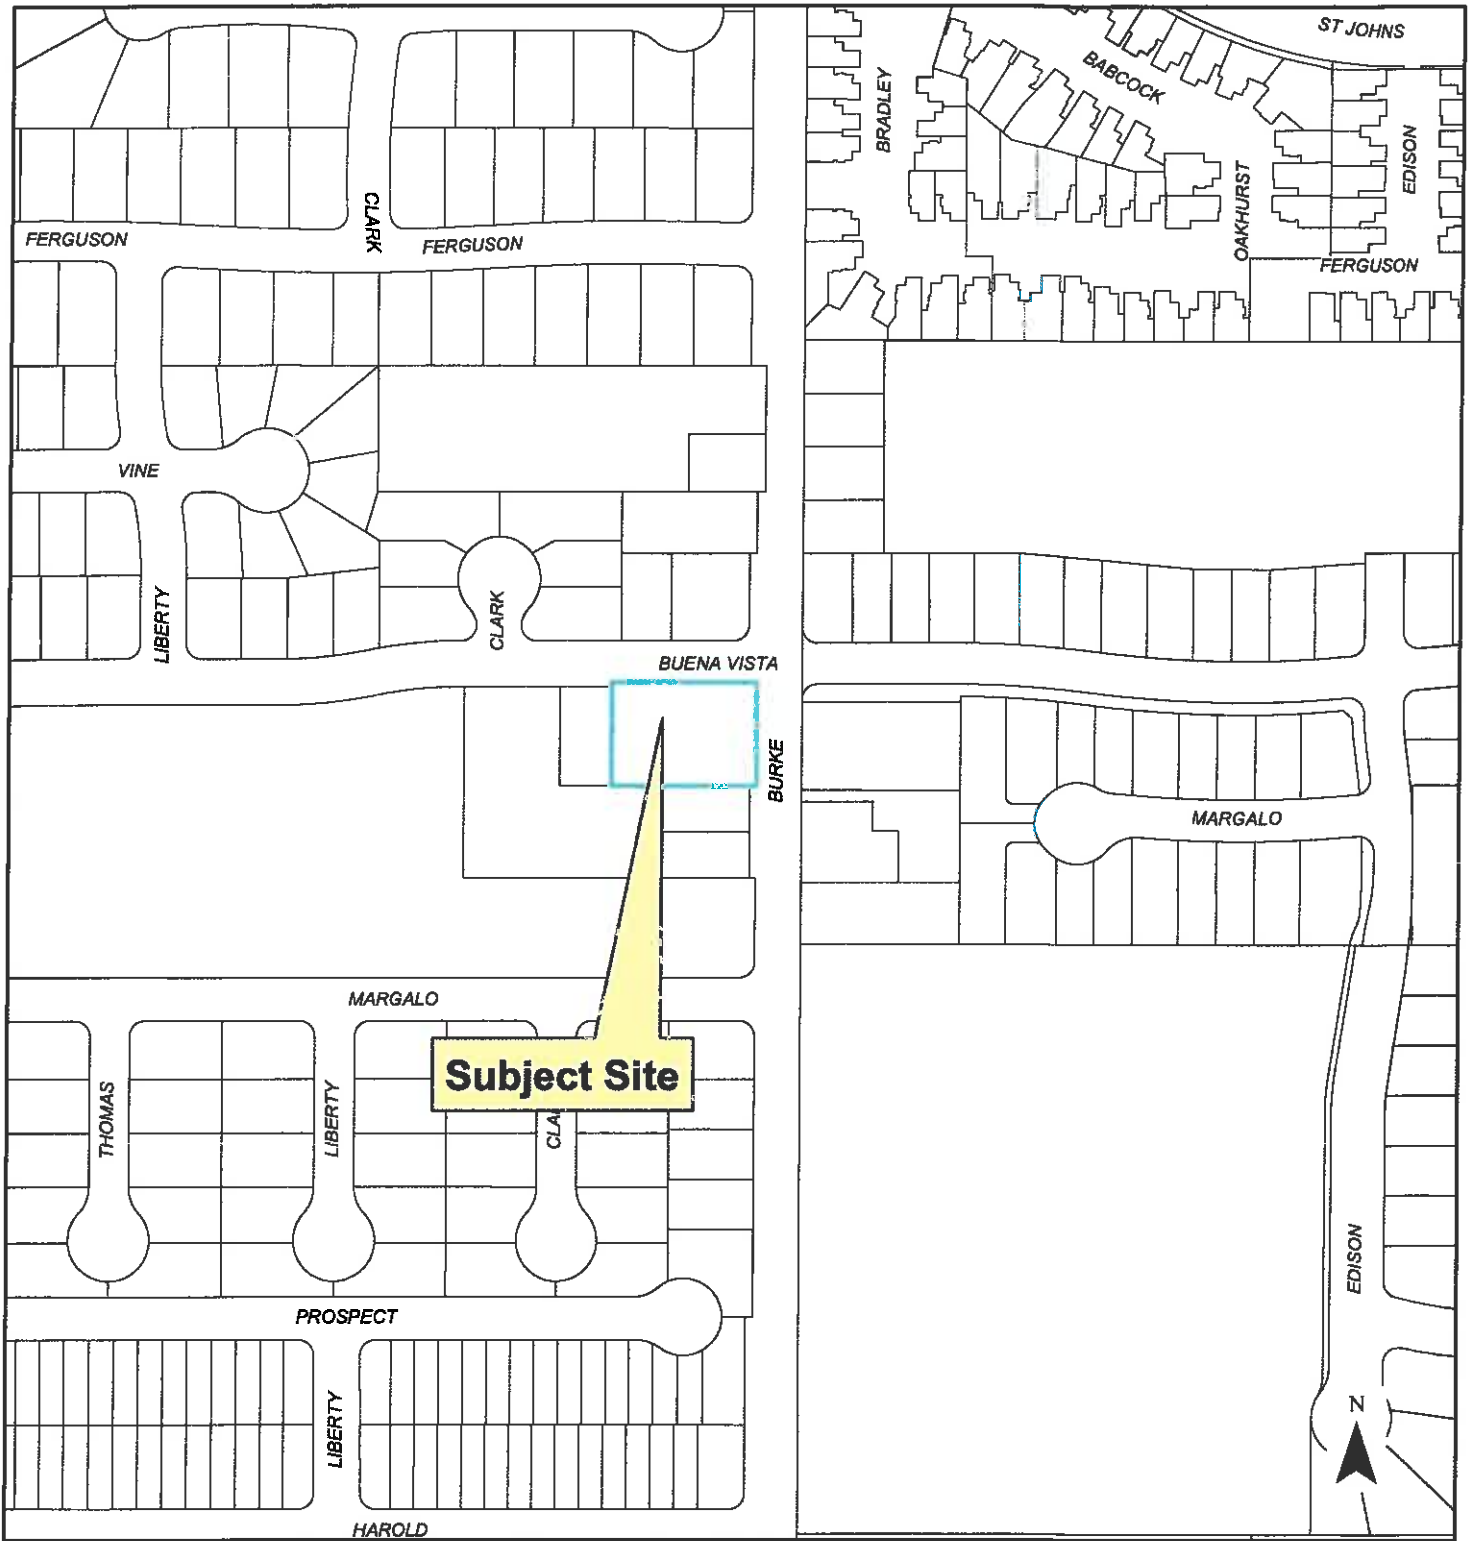 ST JOHNS
BABCOCK
BRADLEY
EDISON
OAKHURST
CLARK
FERGUSON
FERGUSON
FERGUSON
VINE
LIBERTY
CLARK
BUENA VISTA
BURKE
MARGALO
MARGALO
Subject Site
THOMAS
LIBERTY
CLA
EDISON
PROSPECT
LIBERTY
N
HAROLD